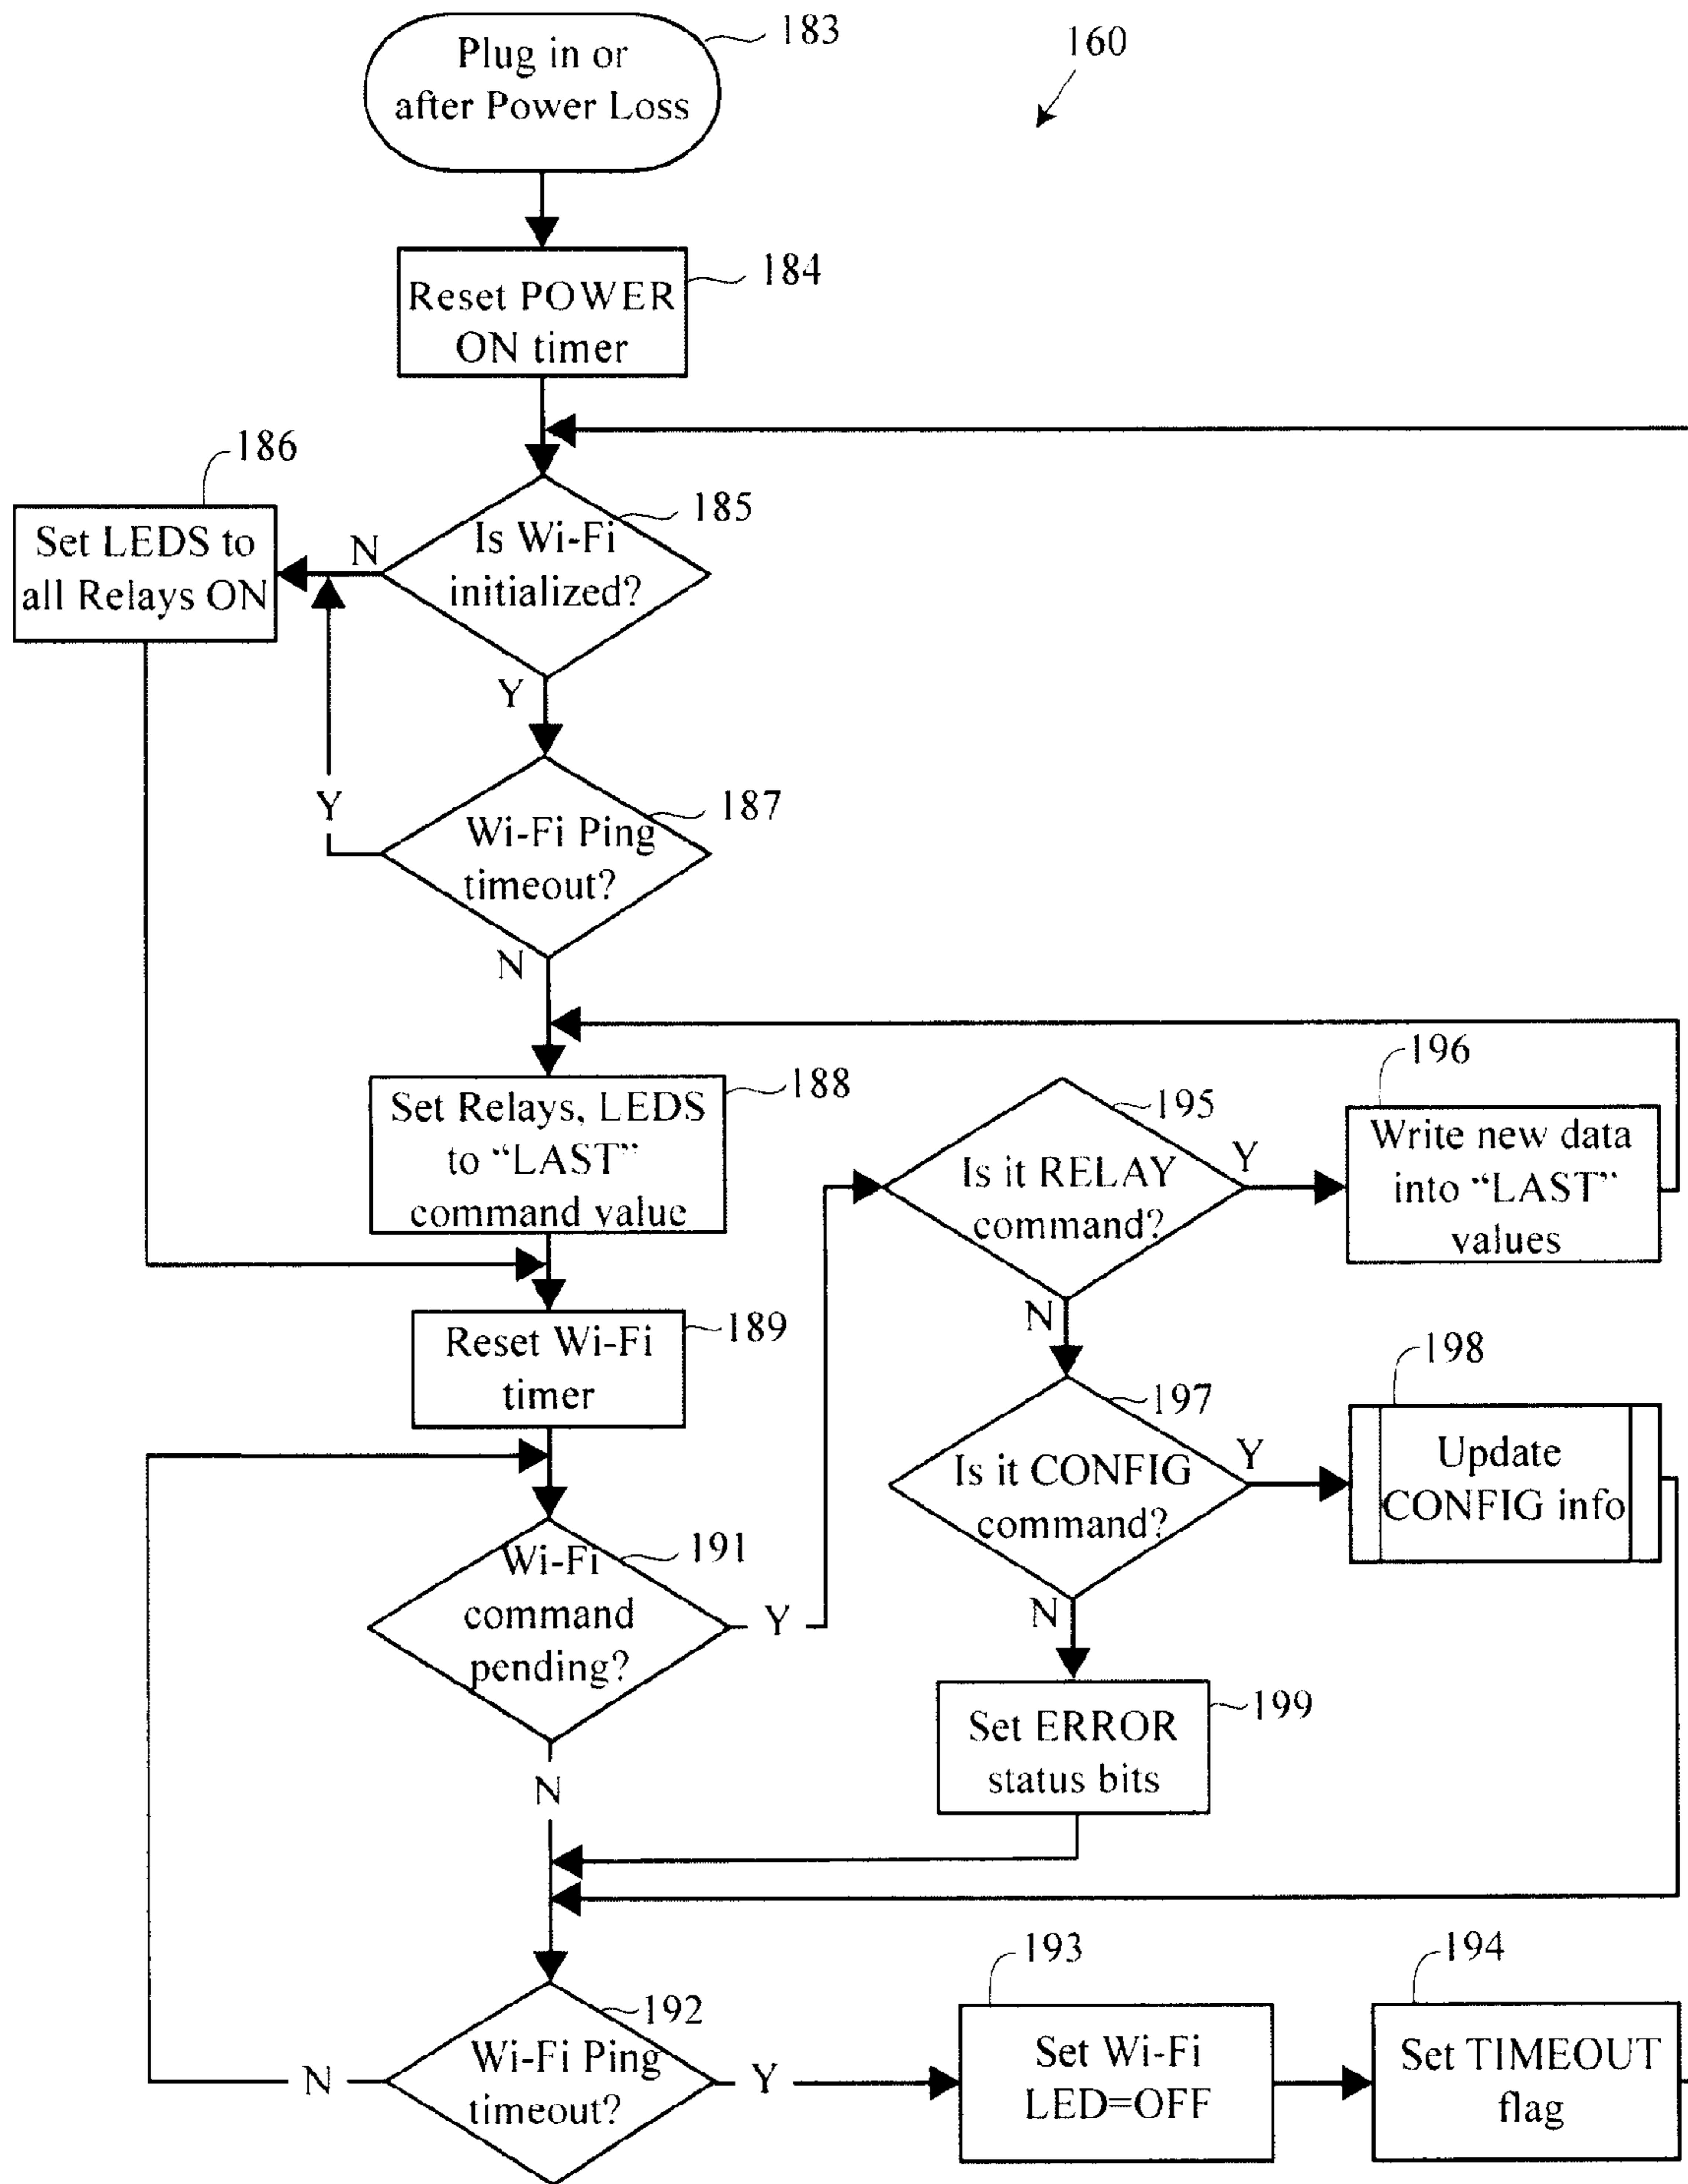 Plug in or
after Power Loss
183
160
Reset POWER
ON timer
184
186
Set LEDS to
all Relays ON
N
Is Wi-Fi
initialized?
185
Y
Y
Wi-Fi Ping
timeout?
187
N
Set Relays, LEDS
to “LAST”
command value
188
Is it RELAY
command?
195
Y
196
Write new data
into “LAST”
values
N
Reset Wi-Fi
timer
189
Is it CONFIG
command?
197
Y
198
Update
CONFIG info
N
Wi-Fi
command
pending?
191
Y
N
Set ERROR
status bits
199
Wi-Fi Ping
timeout?
192
N
Y
193
Set Wi-Fi
LED=OFF
194
Set TIMEOUT
flag